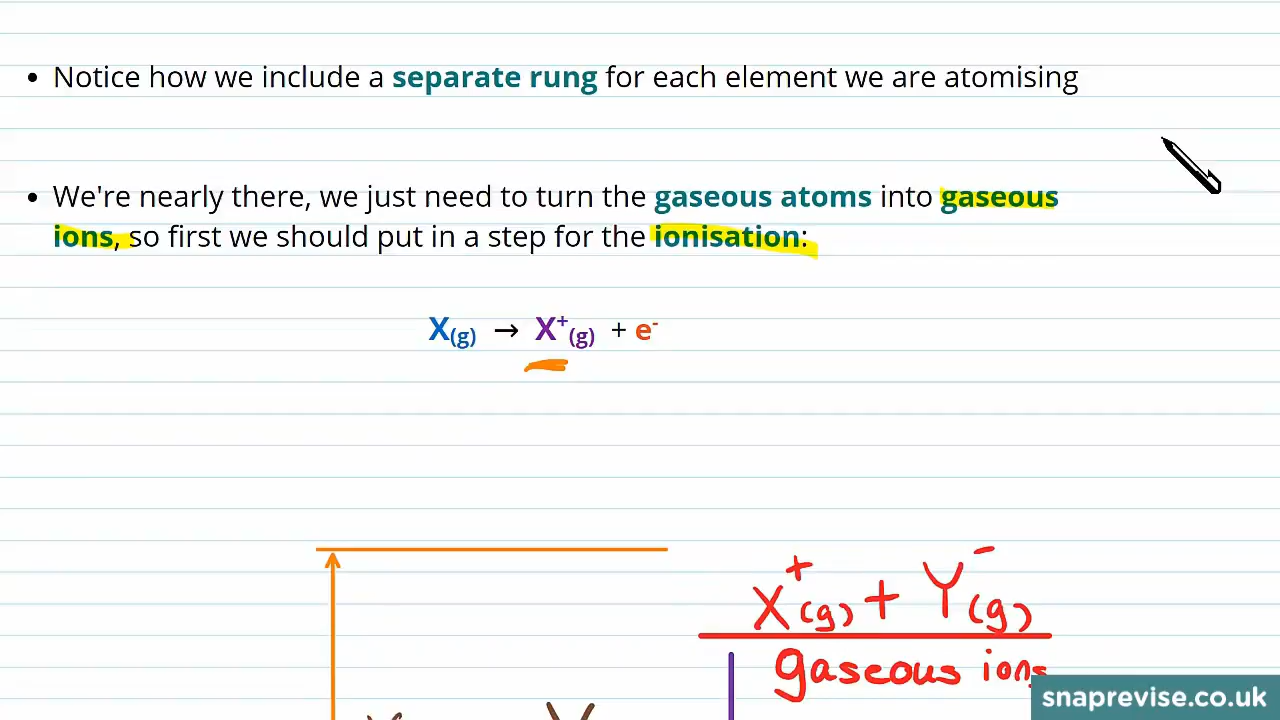 • Notice how we include a separate rung for each element we are atomising
• We're nearly there, we just need to turn the gaseous atoms into gaseous
ions, so first we should put in a step for the ionisation:
X(g) → X⁺(g) + e⁻
X⁺(g) + Y⁻(g)
gaseous ions
snaprevise.co.uk